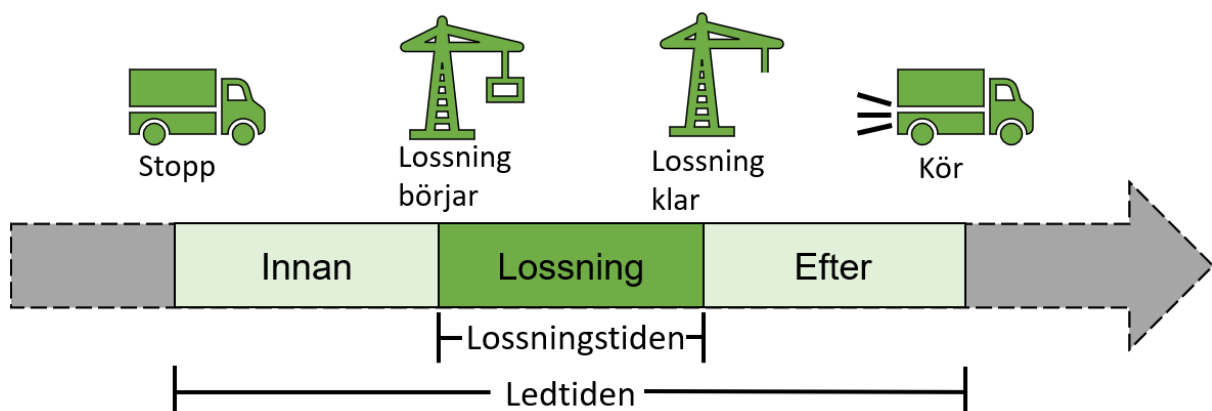 Stopp
Lossning
börjar
Lossning
klar
Kör
Innan
Lossning
Efter
Lossningstiden
Ledtiden